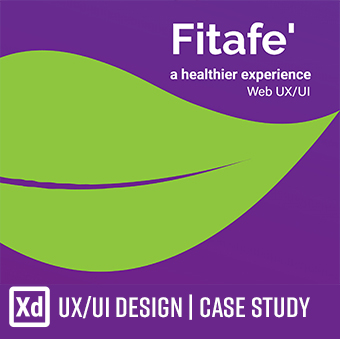 Fitafe'
a healthier experience
Web UX/UI
Xd UX/UI DESIGN | CASE STUDY